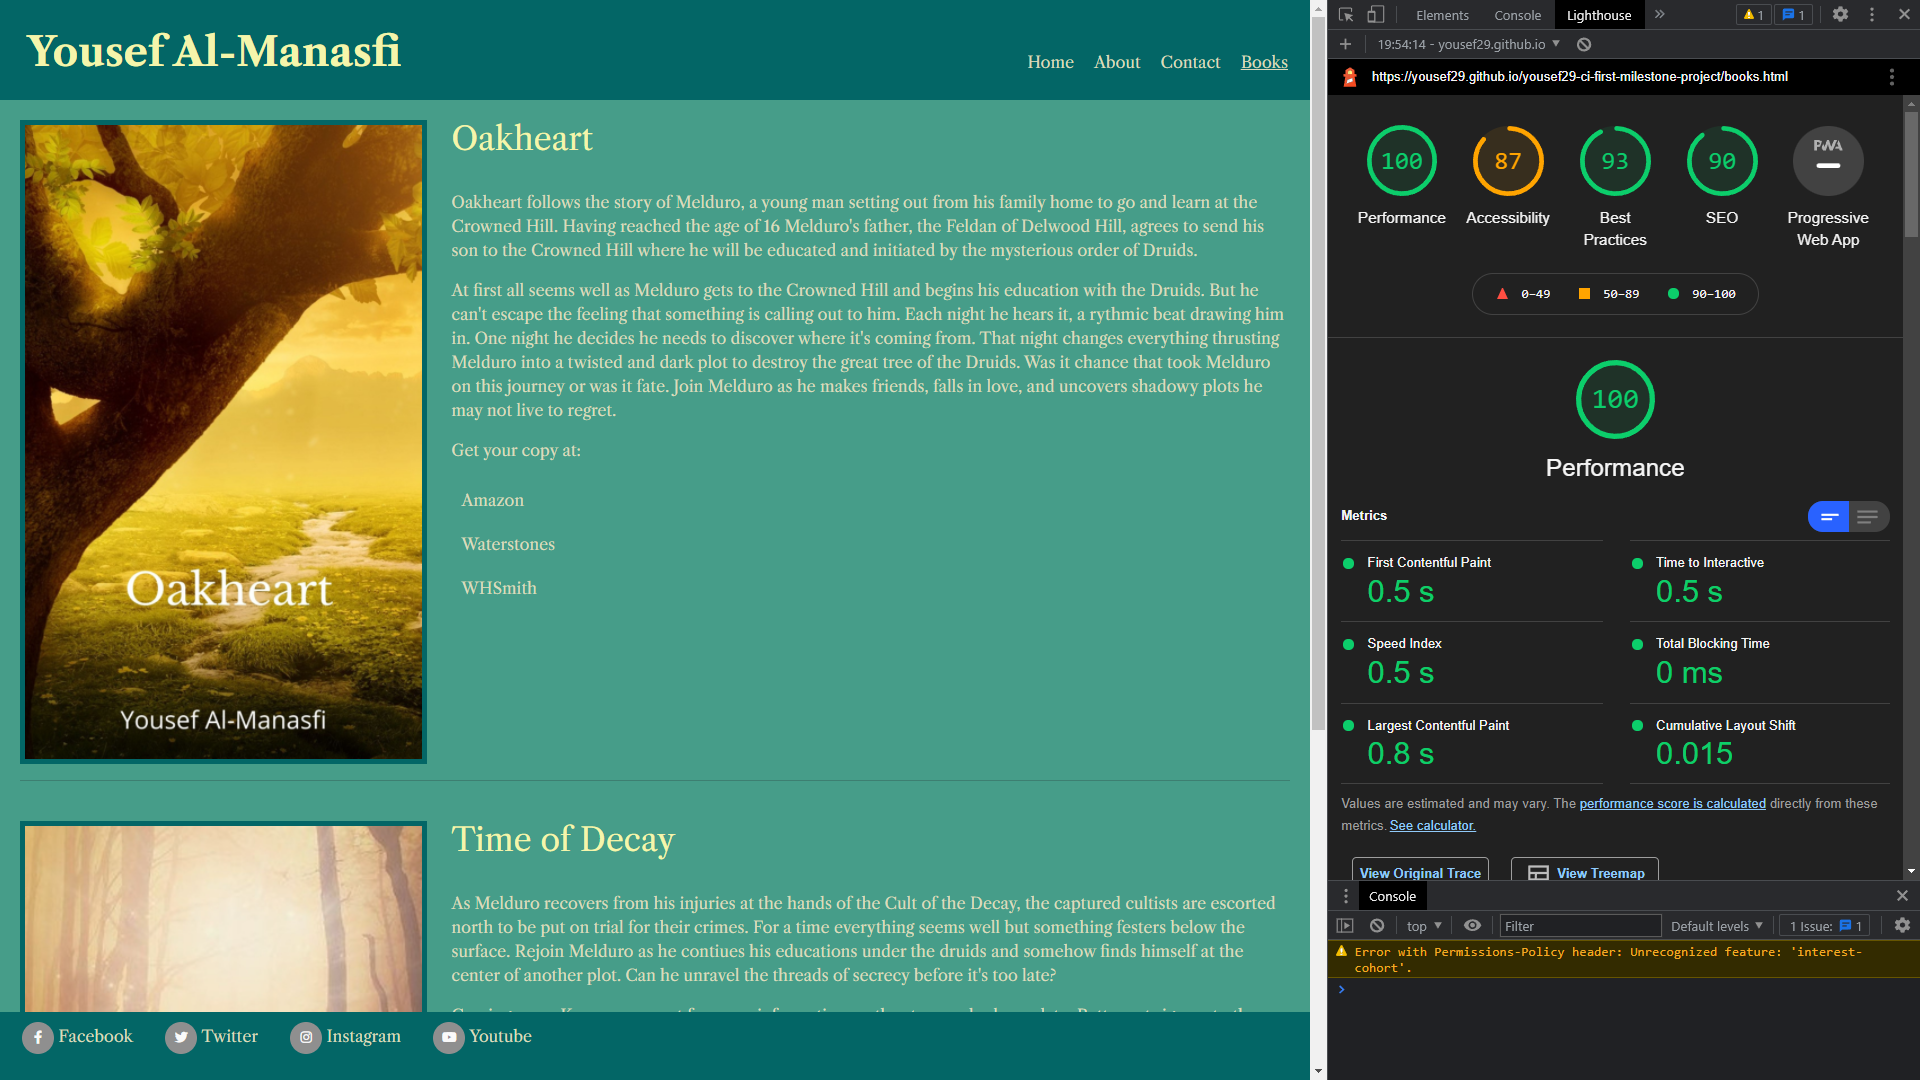 Yousef Al-Manasfi
Home About Contact Books
Oakheart
Oakheart follows the story of Melduro, a young man setting out from his family home to go and learn at the
Crowned Hill. Having reached the age of 16 Melduro's father, the Feldan of Delwood Hill, agrees to send his
son to the Crowned Hill where he will be educated and initiated by the mysterious order of Druids.
At first all seems well as Melduro gets to the Crowned Hill and begins his education with the Druids. But he
can't escape the feeling that something is calling out to him. Each night he hears it, a rythmic beat drawing him
in. One night he decides he needs to discover where it's coming from. That night changes everything thrusting
Melduro into a twisted and dark plot to destroy the great tree of the Druids. Was it chance that took Melduro
on this journey or was it fate. Join Melduro as he makes friends, falls in love, and uncovers shadowy plots he
may not live to regret.
Get your copy at:
Amazon
Waterstones
WHSmith
Oakheart
Yousef Al-Manasfi
Time of Decay
As Melduro recovers from his injuries at the hands of the Cult of the Decay, the captured cultists are escorted
north to be put on trial for their crimes. For a time everything seems well but something festers below the
surface. Rejoin Melduro as he contiues his educations under the druids and somehow finds himself at the
center of another plot. Can he unravel the threads of secrecy before it's too late?
Facebook Twitter Instagram Youtube
Elements Console Lighthouse » 1 1
19:54:14 - yousef29.github.io
https://yousef29.github.io/yousef29-ci-first-milestone-project/books.html
100 87 93 90 PWA
Performance Accessibility Best Practices SEO Progressive Web App
0–49 50–89 90–100
100
Performance
Metrics
First Contentful Paint
0.5 s
Time to Interactive
0.5 s
Speed Index
0.5 s
Total Blocking Time
0 ms
Largest Contentful Paint
0.8 s
Cumulative Layout Shift
0.015
Values are estimated and may vary. The performance score is calculated directly from these
metrics. See calculator.
View Original Trace View Treemap
Console
top Filter Default levels 1 Issue: 1
Error with Permissions-Policy header: Unrecognized feature: 'interest-
cohort'.